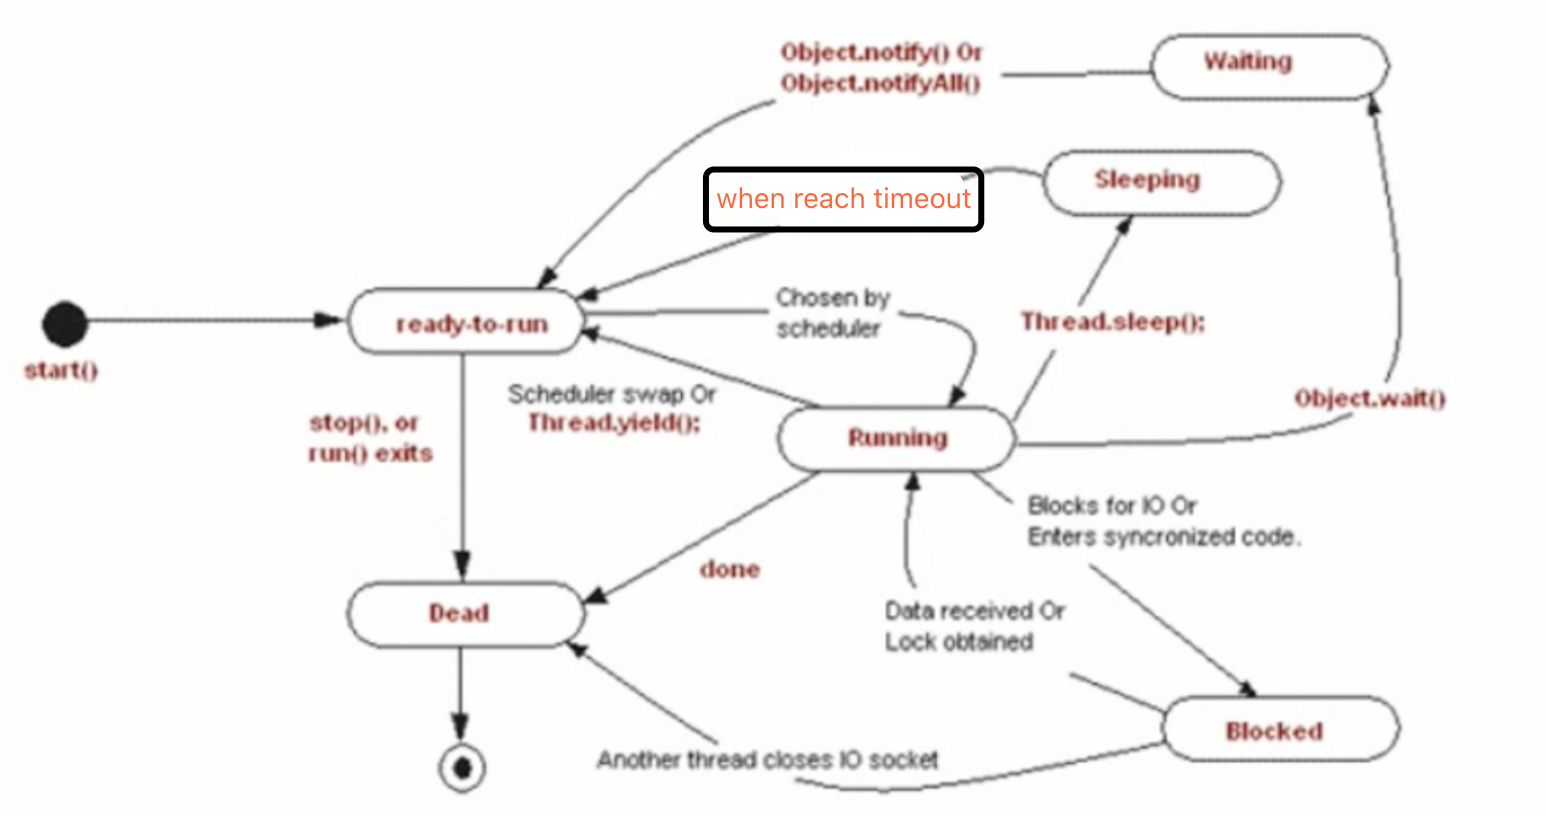 Object.notify() Or
Object.notifyAll()
Waiting
when reach timeout
Sleeping
start()
ready-to-run
Chosen by
scheduler
Thread.sleep();
Scheduler swap Or
Thread.yield();
Object.wait()
stop(), or
run() exits
Running
Blocks for IO Or
Enters syncronized code.
done
Dead
Data received Or
Lock obtained
Blocked
Another thread closes IO socket